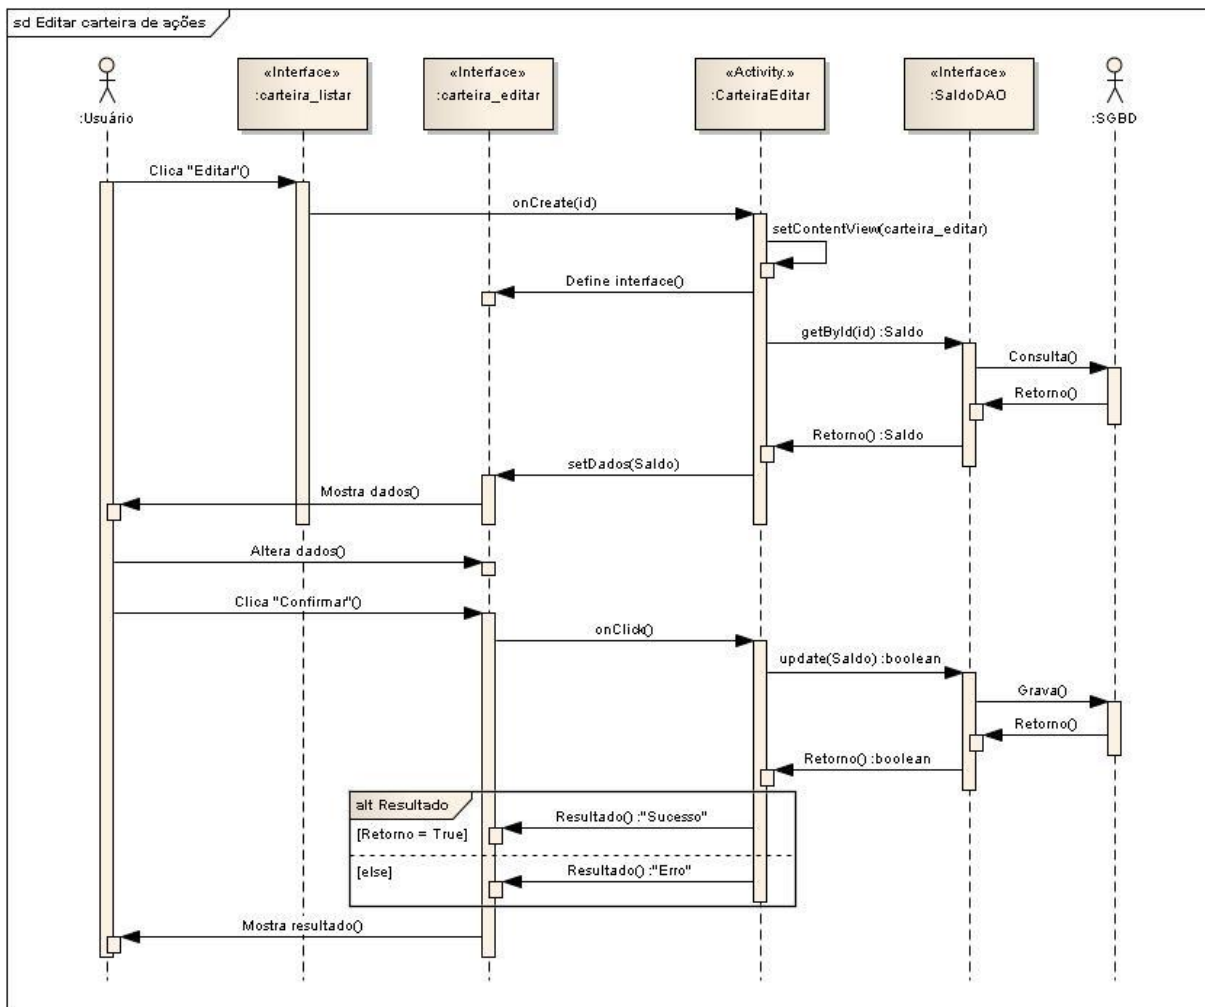 sd Editar carteira de ações
:Usuário
«Interface»
:carteira_listar
«Interface»
:carteira_editar
«Activity.»
:CarteiraEditar
«Interface»
:SaldoDAO
:SGBD
Clica "Editar"()
onCreate(id)
setContentView(carteira_editar)
Define interface()
getById(id) :Saldo
Consulta()
Retorno()
Retorno() :Saldo
setDados(Saldo)
Mostra dados()
Altera dados()
Clica "Confirmar"()
onClick()
update(Saldo) :boolean
Grava()
Retorno()
Retorno() :boolean
alt Resultado
Resultado() :"Sucesso"
[Retorno = True]
Resultado() :"Erro"
[else]
Mostra resultado()